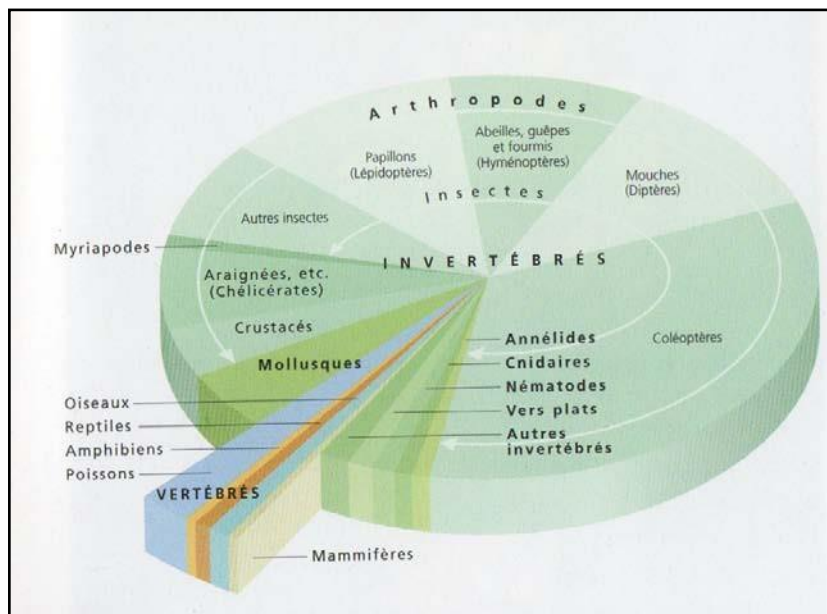 Arthropodes
Abeilles, guêpes
et fourmis
(Hyménoptères)
Papillons
(Lépidoptères)
Mouches
(Diptères)
Insectes
Autres insectes
Myriapodes
INVERTÉBRÉS
Araignées, etc.
(Chélicérates)
Crustacés
Mollusques
Annélides
Coléoptères
Cnidaires
Nématodes
Vers plats
Autres
invertébrés
Oiseaux
Reptiles
Amphibiens
Poissons
VERTÉBRÉS
Mammifères